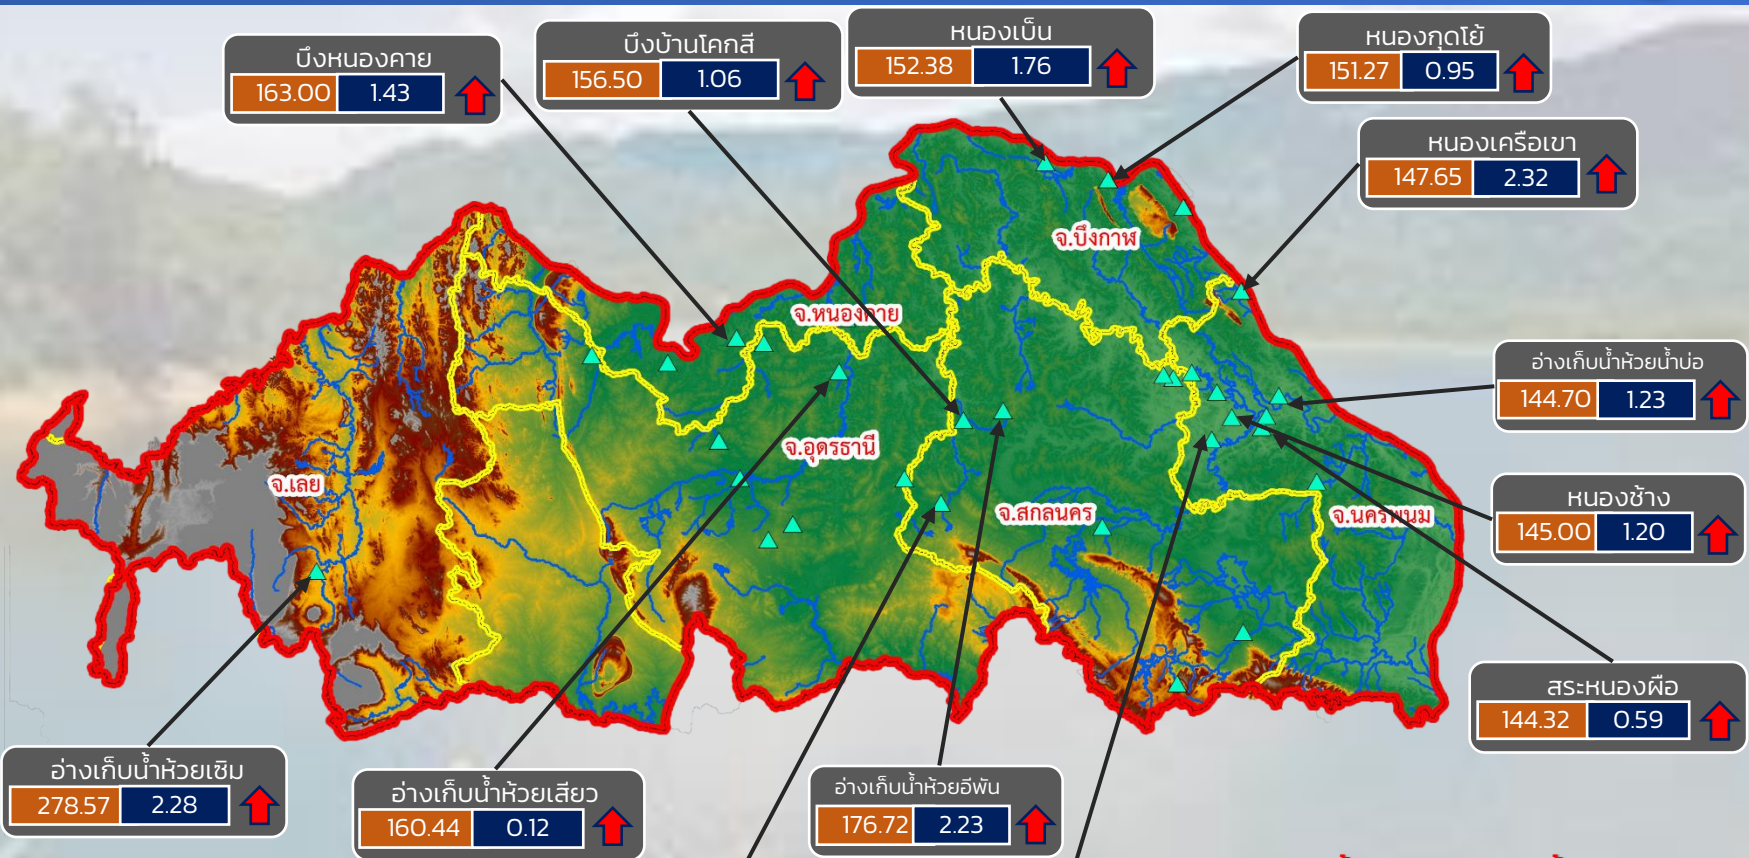 บึงหนองคาย
163.00 1.43
บึงบ้านโคกสี
156.50 1.06
หนองเบ็น
152.38 1.76
หนองกุดโย้
151.27 0.95
หนองเครือเขา
147.65 2.32
จ.บึงกาฬ
จ.หนองคาย
อ่างเก็บน้ำห้วยน้ำบ่อ
144.70 1.23
จ.อุดรธานี
จ.เลย
จ.สกลนคร
จ.นครพนม
หนองช้าง
145.00 1.20
สระหนองผือ
144.32 0.59
อ่างเก็บน้ำห้วยเซิม
278.57 2.28
อ่างเก็บน้ำห้วยเสียว
160.44 0.12
อ่างเก็บน้ำห้วยอีพัน
176.72 2.23